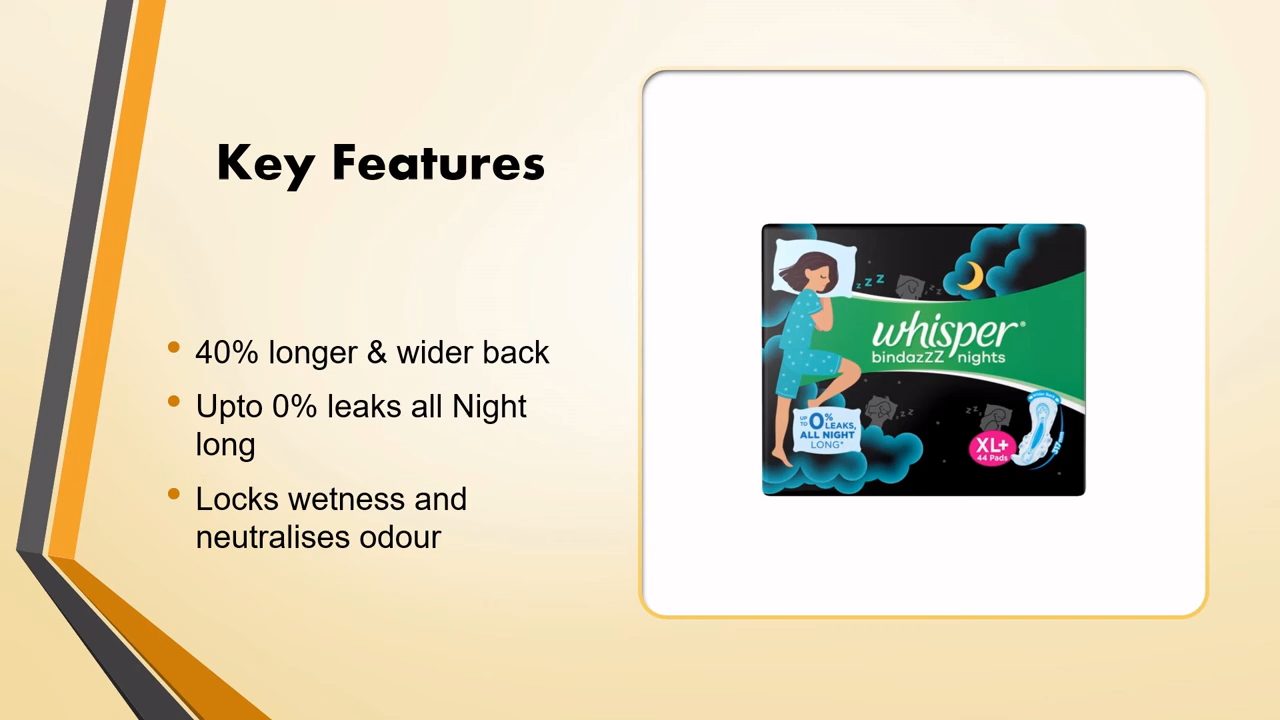 Key Features
40% longer & wider back
Upto 0% leaks all Night
long
Locks wetness and
neutralises odour
z z z
whisper®
bindazZZ nights
UP TO 0% LEAKS,
ALL NIGHT
LONG*
XL+
44 Pads